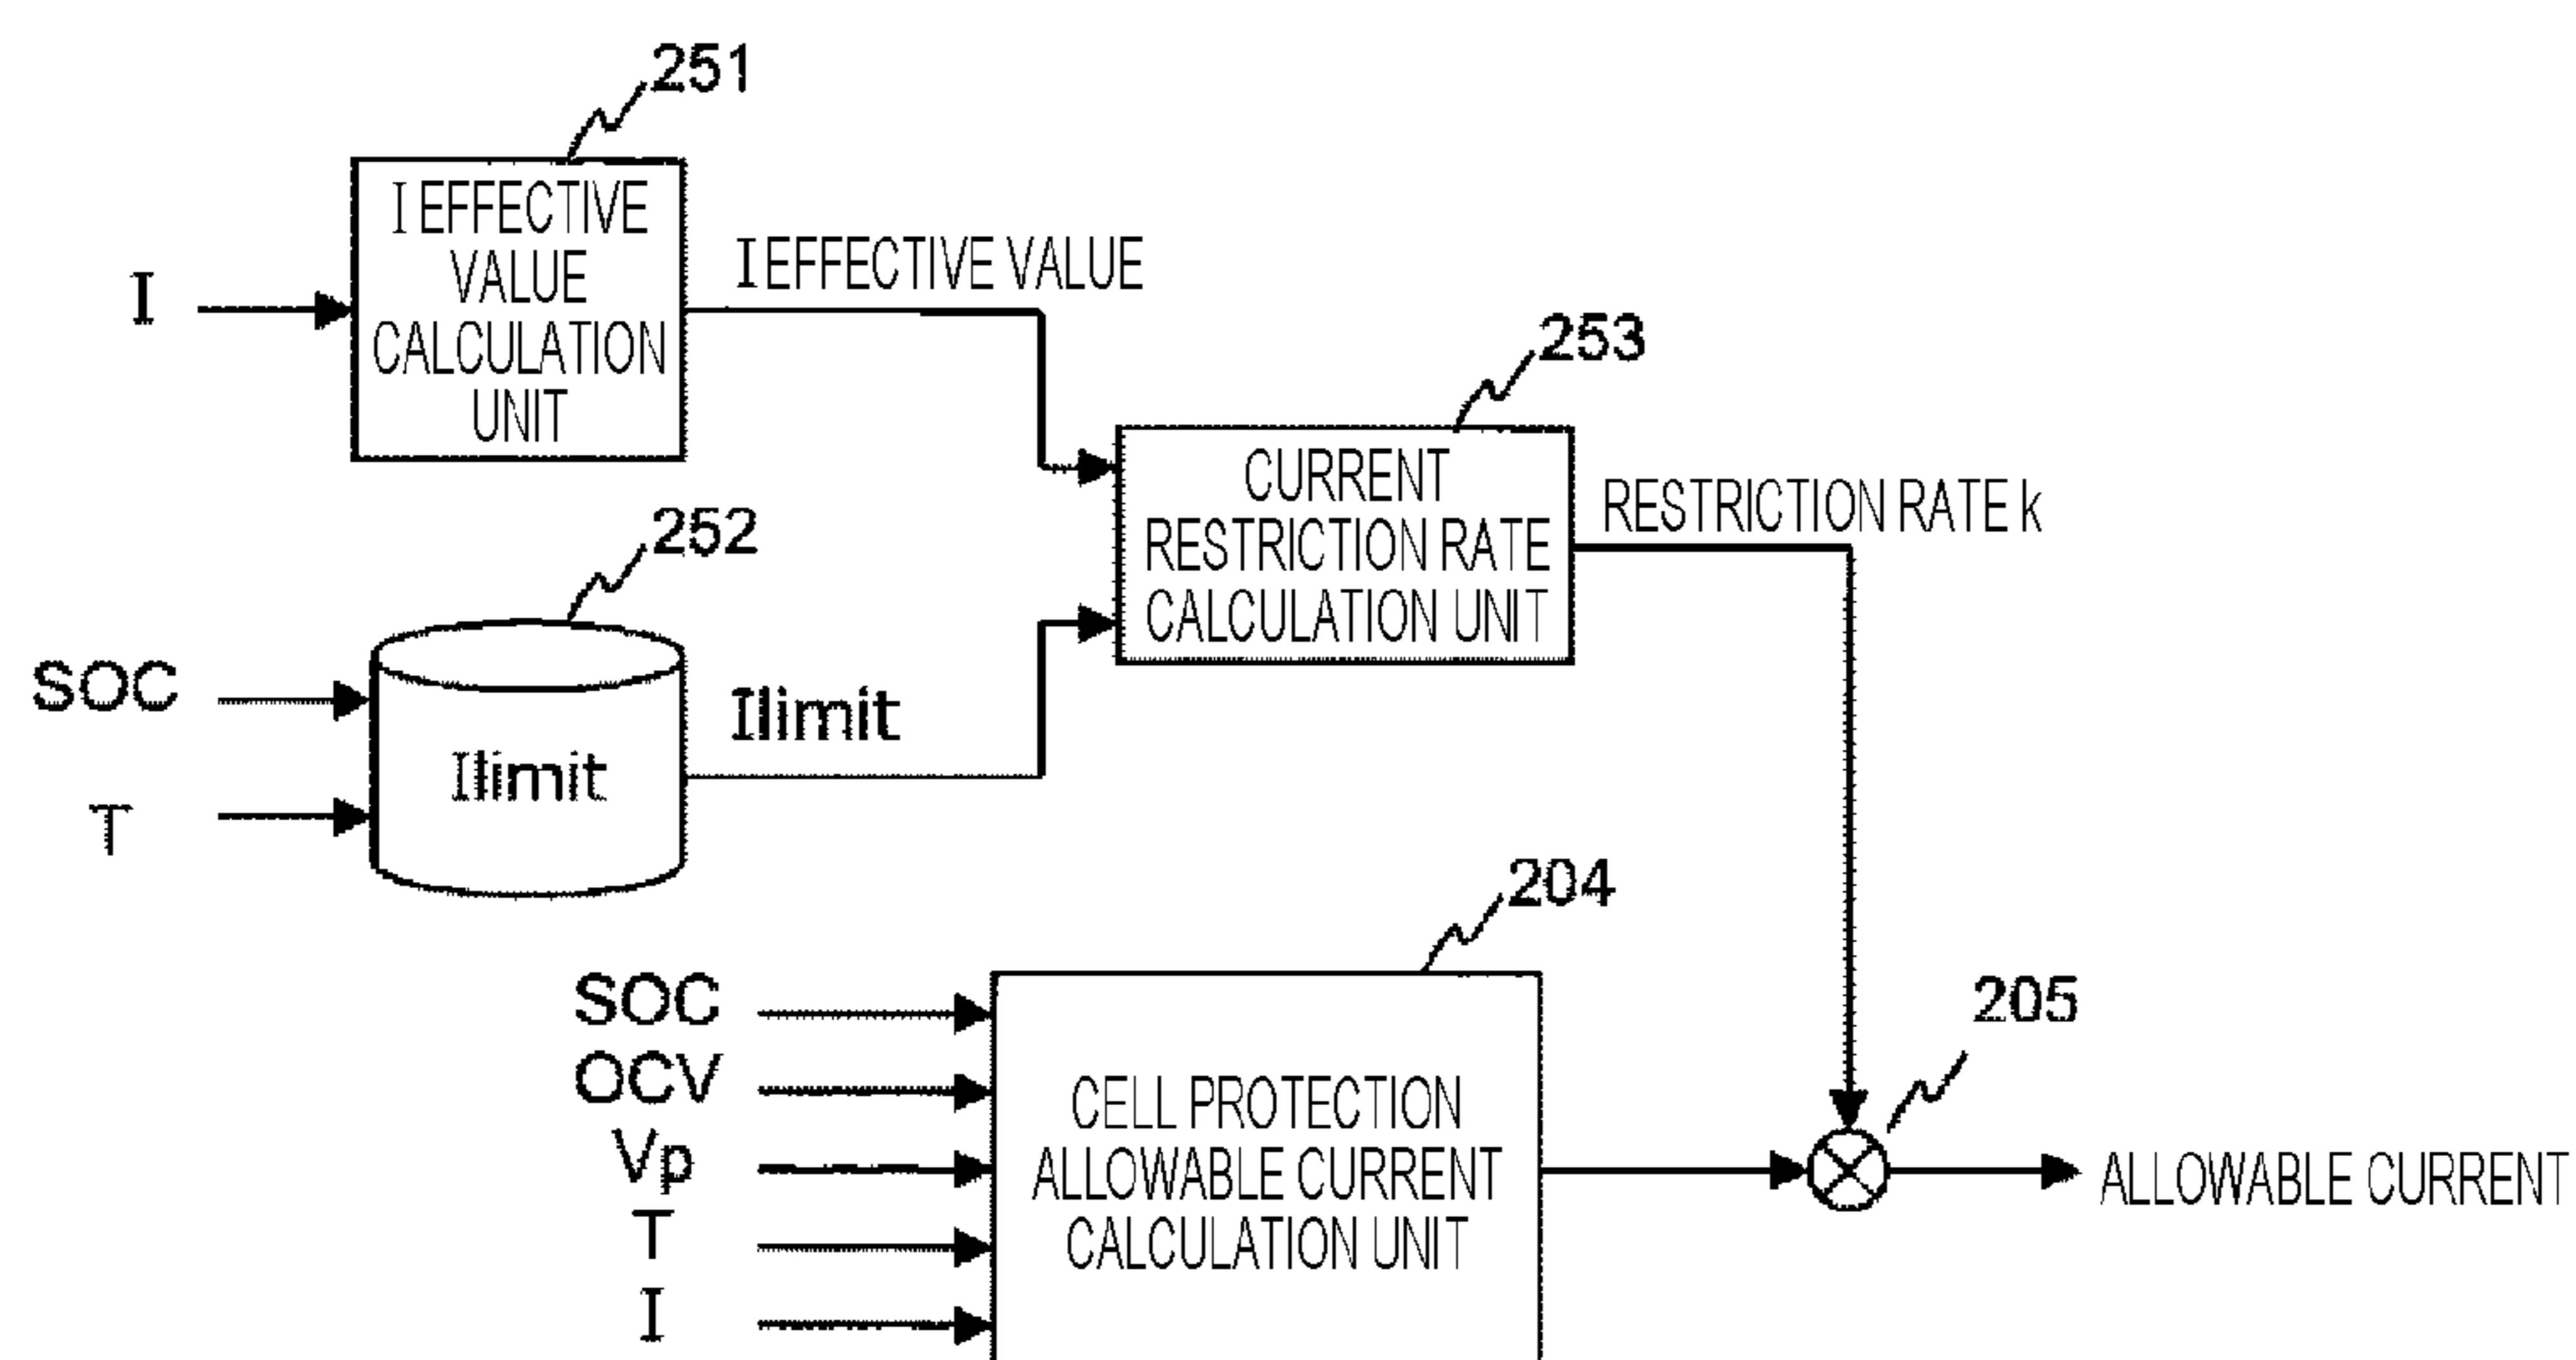 251
I EFFECTIVE
VALUE
CALCULATION
UNIT
I
I EFFECTIVE VALUE
253
CURRENT
RESTRICTION RATE
CALCULATION UNIT
RESTRICTION RATE k
252
SOC
T
Ilimit
Ilimit
204
SOC
OCV
Vp
T
I
CELL PROTECTION
ALLOWABLE CURRENT
CALCULATION UNIT
205
ALLOWABLE CURRENT